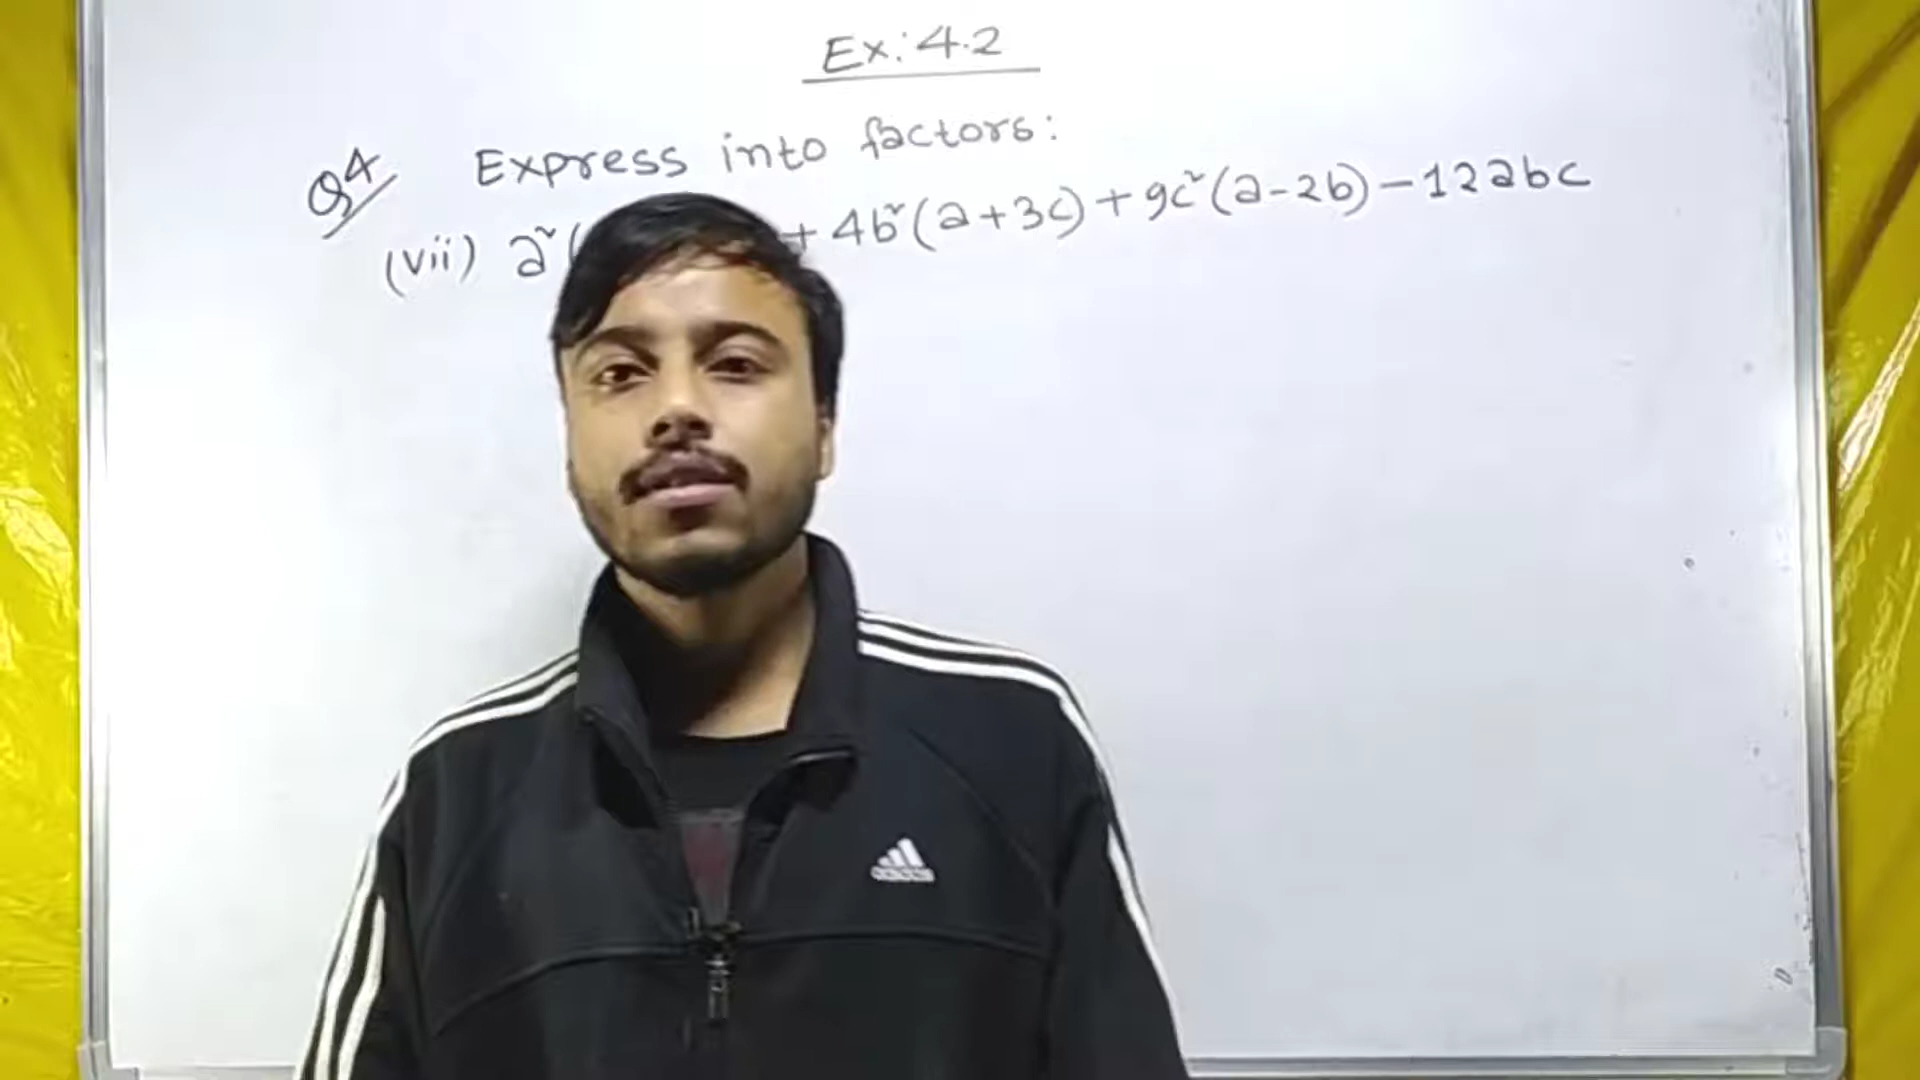 Ex: 4.2
Q4 Express into factors:
(vii) a²( + 4b²(a+3c)+9c²(a-2b)-12abc
adidas